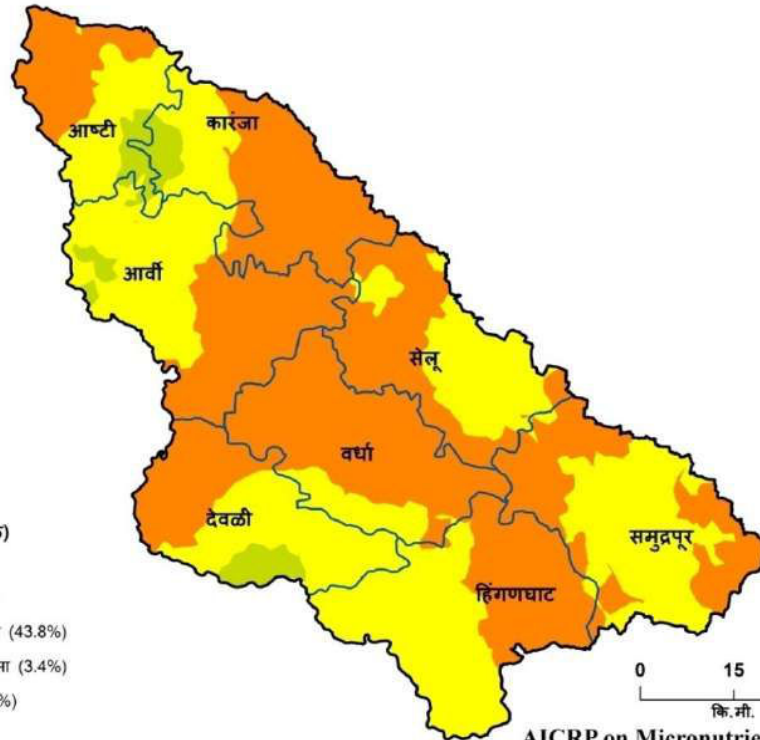 आष्टी
कारंजा
आर्वी
सेलू
वर्धा
देवळी
समुद्रपूर
हिंगणघाट
(43.8%)
(3.4%)
0 15
कि.मी.
AICRP on